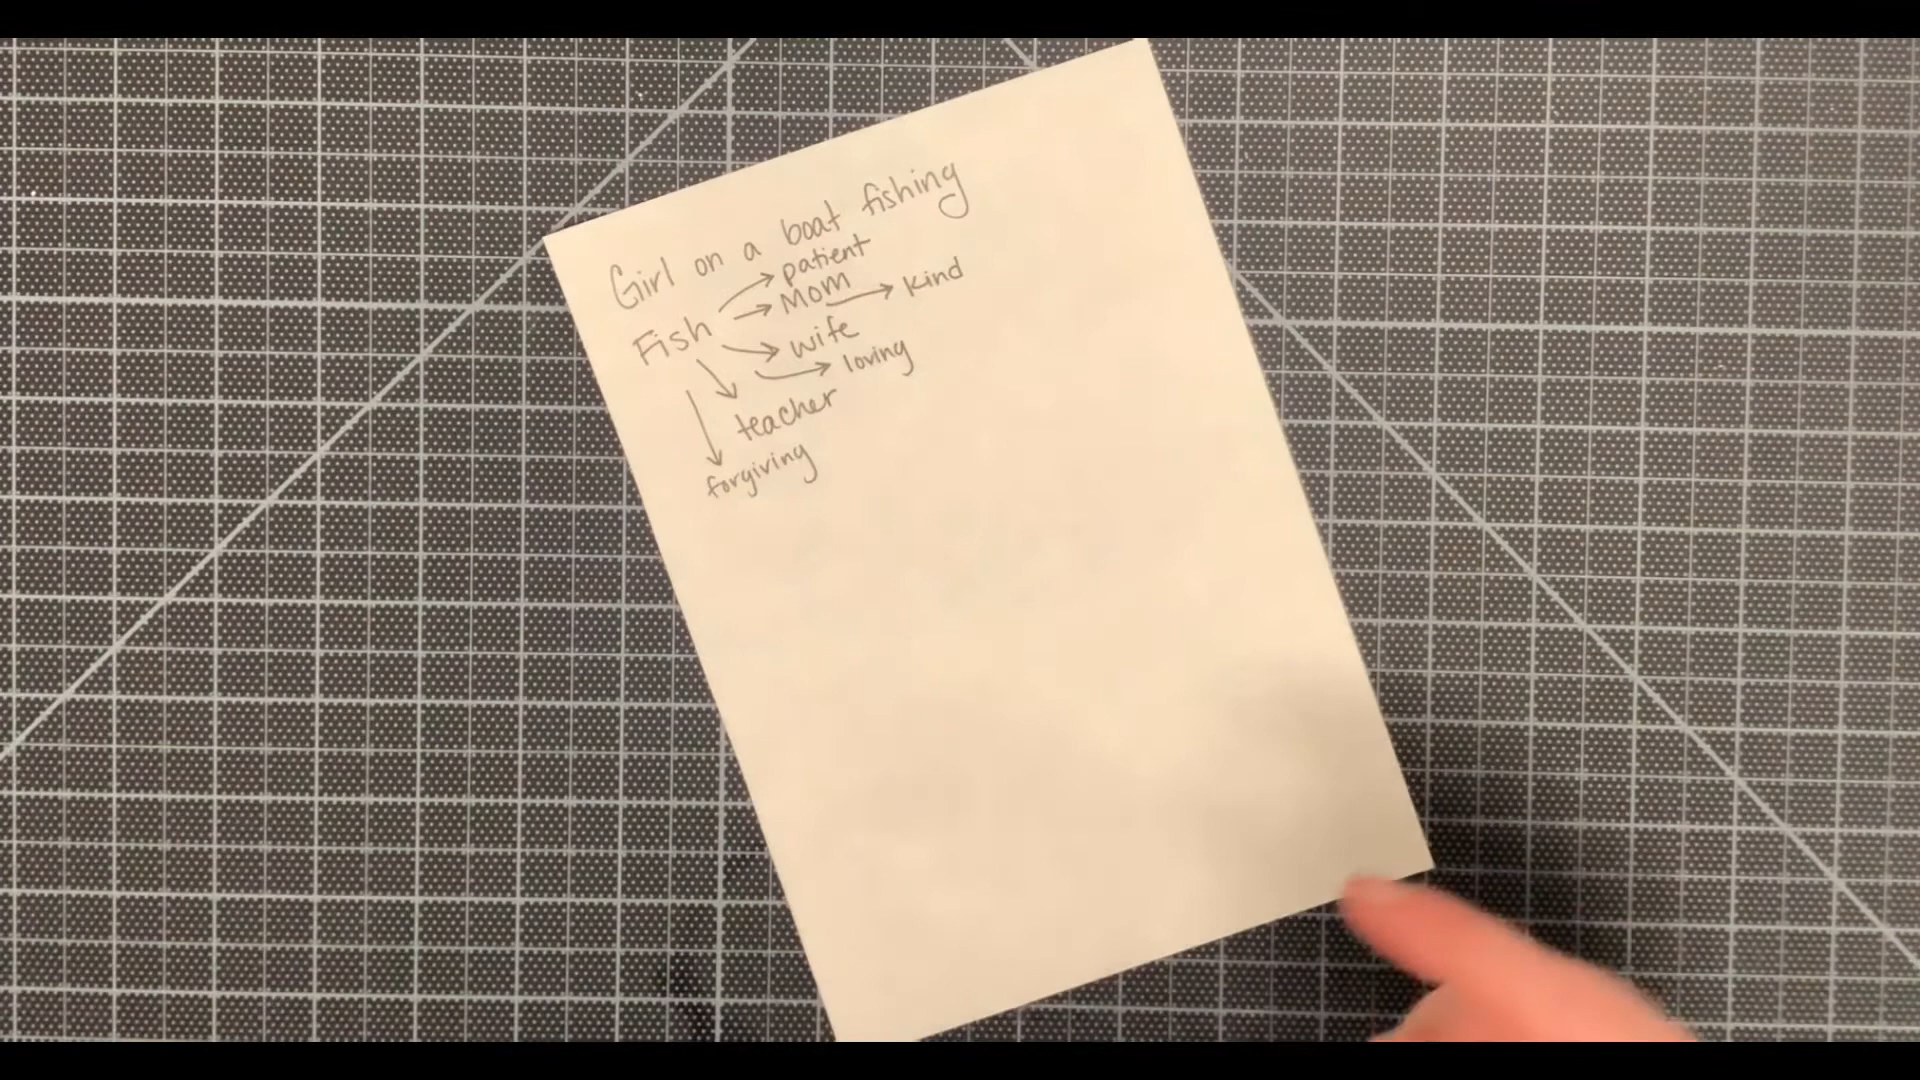 Girl on a boat fishing
Fish → patient
→ Mom → kind
→ wife
→ loving
→ teacher
→ forgiving